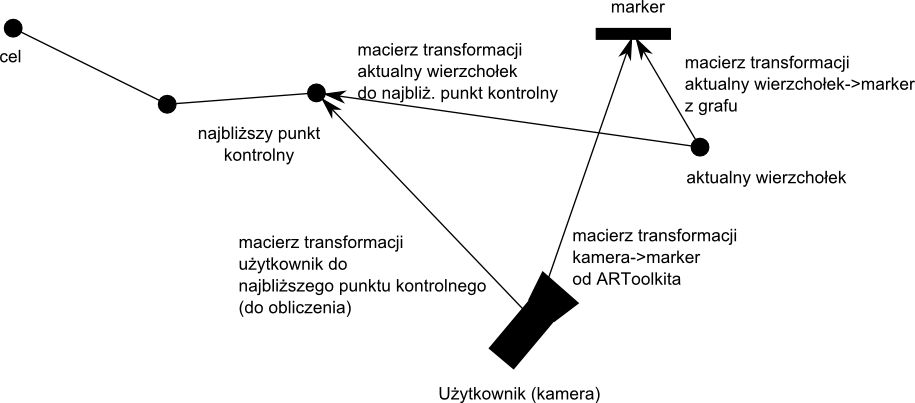 marker
cel
macierz transformacji
aktualny wierzchołek
do najbliż. punkt kontrolny
macierz transformacji
aktualny wierzchołek->marker
z grafu
najbliższy punkt
kontrolny
aktualny wierzchołek
macierz transformacji
użytkownik do
najbliższego punktu kontrolnego
(do obliczenia)
macierz transformacji
kamera->marker
od ARToolkita
Użytkownik (kamera)